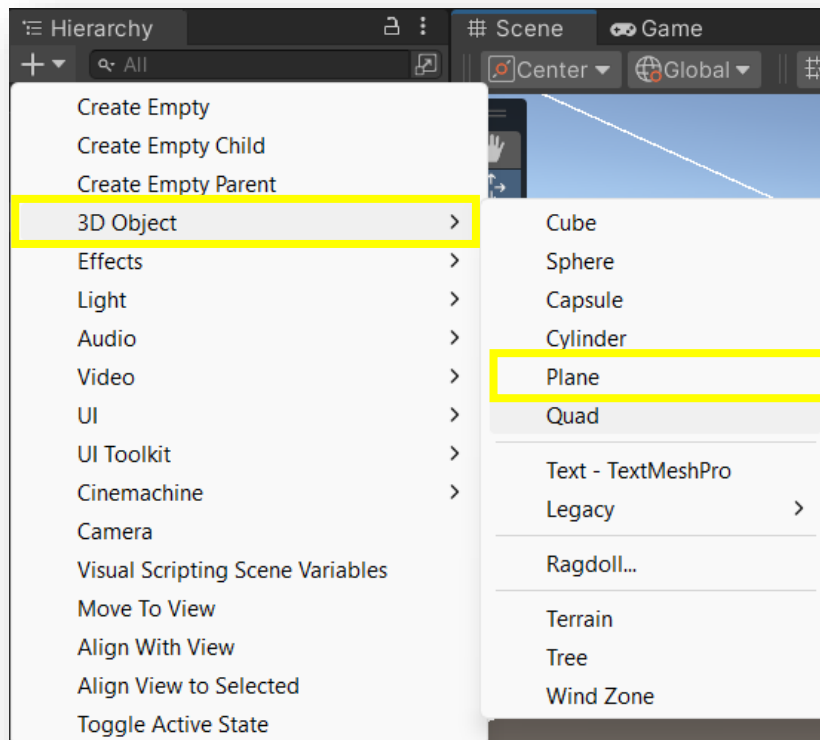 Hierarchy
Scene
Game
All
Center
Global
Create Empty
Create Empty Child
Create Empty Parent
3D Object
Effects
Light
Audio
Video
UI
UI Toolkit
Cinemachine
Camera
Visual Scripting Scene Variables
Move To View
Align With View
Align View to Selected
Toggle Active State
Cube
Sphere
Capsule
Cylinder
Plane
Quad
Text - TextMeshPro
Legacy
Ragdoll...
Terrain
Tree
Wind Zone